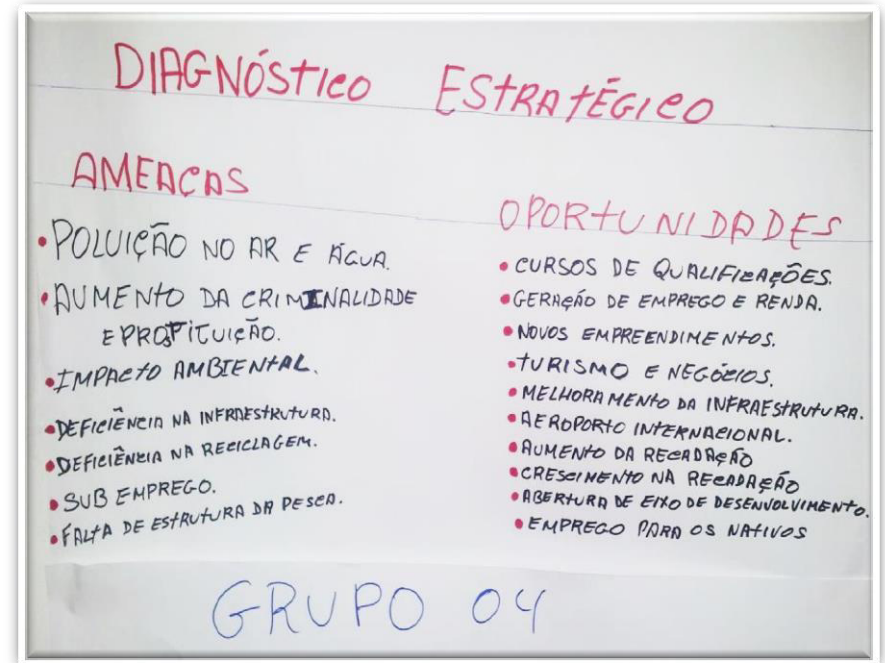 DIAGNÓSTICO ESTRATÉGICO
AMEACAS
• POLUIÇÃO NO AR E ÁGUA.
• AUMENTO DA CRIMINALIDADE
E PROSTITUIÇÃO.
• IMPACTO AMBIENTAL.
• DEFICIÊNCIA NA INFRAESTRUTURA.
• DEFICIÊNCIA NA RECICLAGEM.
• SUB EMPREGO.
• FALTA DE ESTRUTURA DA PESCA.
OPORTUNIDADES
• CURSOS DE QUALIFICAÇÕES.
• GERAÇÃO DE EMPREGO E RENDA.
• NOVOS EMPREENDIMENTOS.
• TURISMO E NEGÓCIOS.
• MELHORAMENTO DA INFRAESTRUTURA.
• AEROPORTO INTERNACIONAL.
• AUMENTO DA RECADAÇÃO
• CRESCIMENTO NA RECADAÇÃO
• ABERTURA DE EIXO DE DESENVOLVIMENTO.
• EMPREGO PARA OS NATIVOS
GRUPO 04